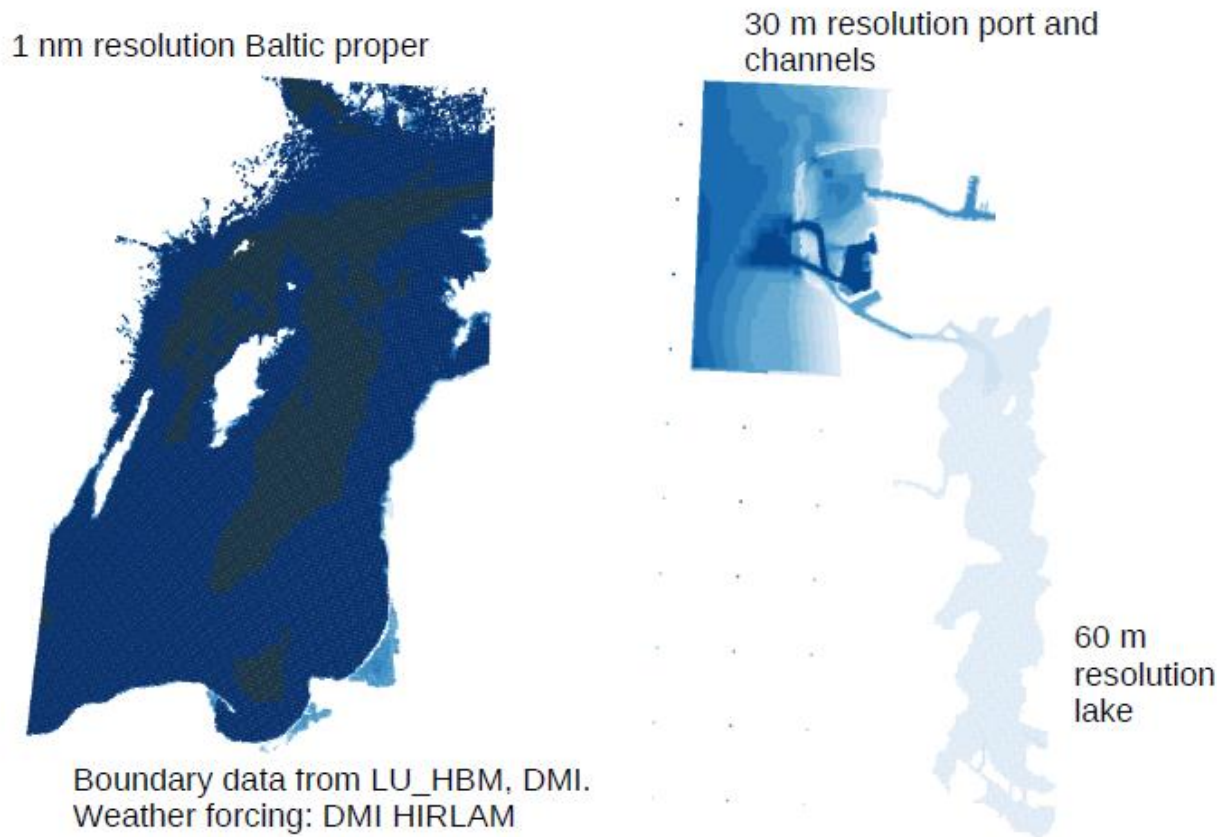 1 nm resolution Baltic proper
30 m resolution port and
channels
60 m
resolution
lake
Boundary data from LU_HBM, DMI.
Weather forcing: DMI HIRLAM